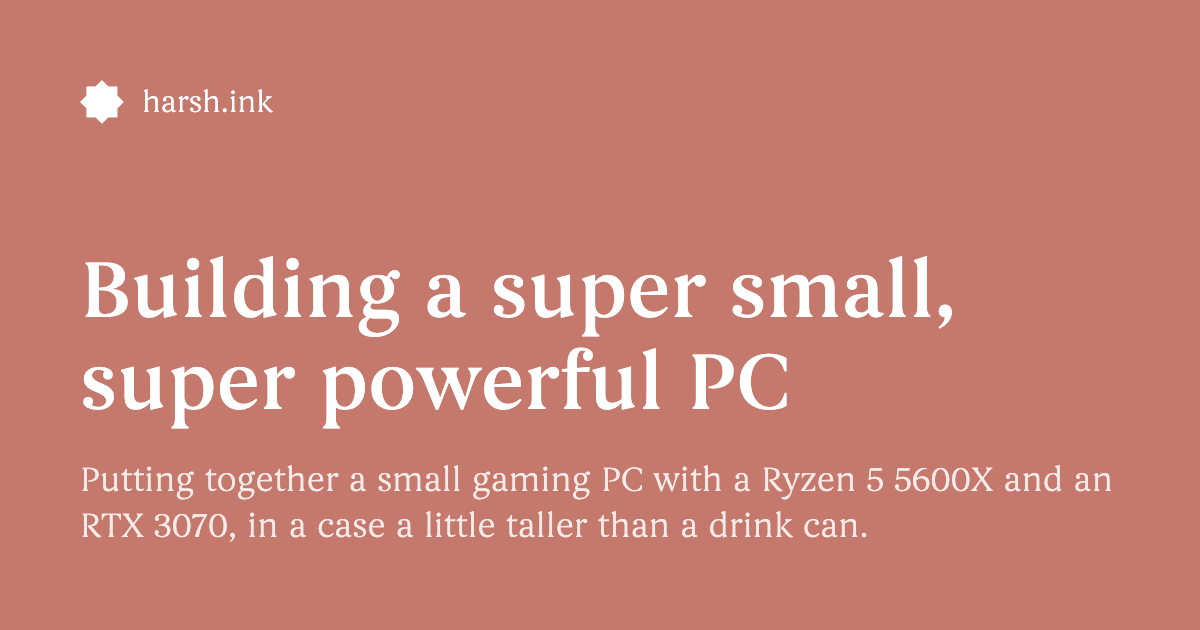 harsh.ink
Building a super small,
super powerful PC
Putting together a small gaming PC with a Ryzen 5 5600X and an
RTX 3070, in a case a little taller than a drink can.